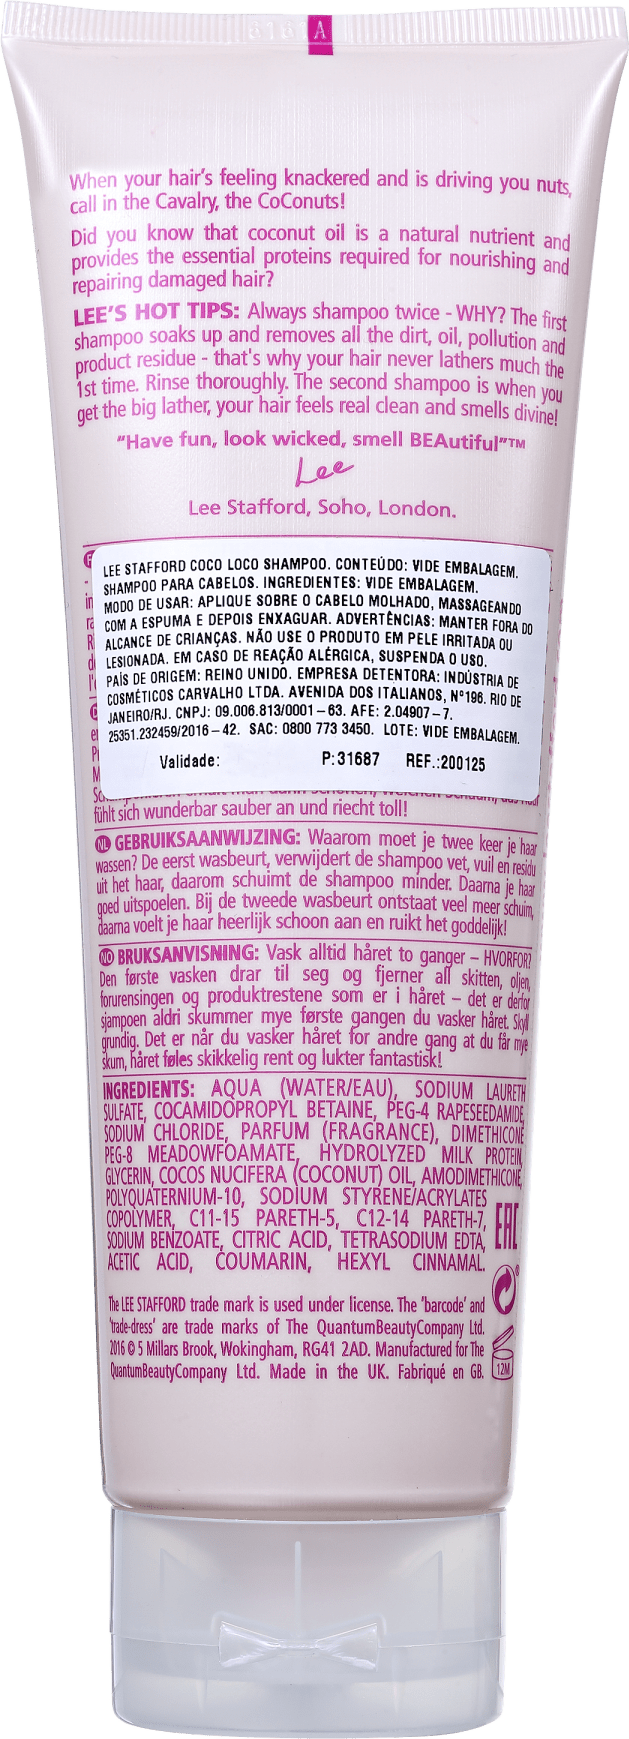 A
When your hair's feeling knackered and is driving you nuts,
call in the Cavalry, the CoConuts!
Did you know that coconut oil is a natural nutrient and
provides the essential proteins required for nourishing and
repairing damaged hair?
LEE'S HOT TIPS: Always shampoo twice - WHY? The first
shampoo soaks up and removes all the dirt, oil, pollution and
product residue - that's why your hair never lathers much the
1st time. Rinse thoroughly. The second shampoo is when you
get the big lather, your hair feels real clean and smells divine!
"Have fun, look wicked, smell BEAutiful"™
Lee
Lee Stafford, Soho, London.
LEE STAFFORD COCO LOCO SHAMPOO. CONTEÚDO: VIDE EMBALAGEM.
SHAMPOO PARA CABELOS. INGREDIENTES: VIDE EMBALAGEM.
MODO DE USAR: APLIQUE SOBRE O CABELO MOLHADO, MASSAGEANDO
COM A ESPUMA E DEPOIS ENXAGUAR. ADVERTÊNCIAS: MANTER FORA DO
ALCANCE DE CRIANÇAS. NÃO USE O PRODUTO EM PELE IRRITADA OU
LESIONADA. EM CASO DE REAÇÃO ALÉRGICA, SUSPENDA O USO.
PAÍS DE ORIGEM: REINO UNIDO. EMPRESA DETENTORA: INDÚSTRIA DE
COSMÉTICOS CARVALHO LTDA. AVENIDA DOS ITALIANOS, Nº196. RIO DE
JANEIRO/RJ. CNPJ: 09.006.813/0001-63. AFE: 2.04907-7.
25351.232459/2016-42. SAC: 0800 773 3450. LOTE: VIDE EMBALAGEM.
Validade: P:31687 REF.:200125
fühlt sich wunderbar sauber an und riecht toll!
NL GEBRUIKSAANWIJZING: Waarom moet je twee keer je haar
wassen? De eerst wasbeurt, verwijdert de shampoo vet, vuil en residu
uit het haar, daarom schuimt de shampoo minder. Daarna je haar
goed uitspoelen. Bij de tweede wasbeurt ontstaat veel meer schuim,
daarna voelt je haar heerlijk schoon aan en ruikt het goddelijk!
NO BRUKSANVISNING: Vask alltid håret to ganger – HVORFOR?
Den første vasken drar til seg og fjerner all skitten, oljen,
forurensingen og produktrestene som er i håret – det er derfor
sjampoen aldri skummer mye første gangen du vasker håret. Skyll
grundig. Det er når du vasker håret for andre gang at du får mye
skum, håret føles skikkelig rent og lukter fantastisk!
INGREDIENTS: AQUA (WATER/EAU), SODIUM LAURETH
SULFATE, COCAMIDOPROPYL BETAINE, PEG-4 RAPESEEDAMIDE,
SODIUM CHLORIDE, PARFUM (FRAGRANCE), DIMETHICONE
PEG-8 MEADOWFOAMATE, HYDROLYZED MILK PROTEIN,
GLYCERIN, COCOS NUCIFERA (COCONUT) OIL, AMODIMETHICONE,
POLYQUATERNIUM-10, SODIUM STYRENE/ACRYLATES
COPOLYMER, C11-15 PARETH-5, C12-14 PARETH-7,
SODIUM BENZOATE, CITRIC ACID, TETRASODIUM EDTA,
ACETIC ACID, COUMARIN, HEXYL CINNAMAL.
EAC
The LEE STAFFORD trade mark is used under license. The 'barcode' and
'trade-dress' are trade marks of The QuantumBeautyCompany Ltd.
2016 © 5 Millars Brook, Wokingham, RG41 2AD. Manufactured for The
QuantumBeautyCompany Ltd. Made in the UK. Fabriqué en GB.
12M